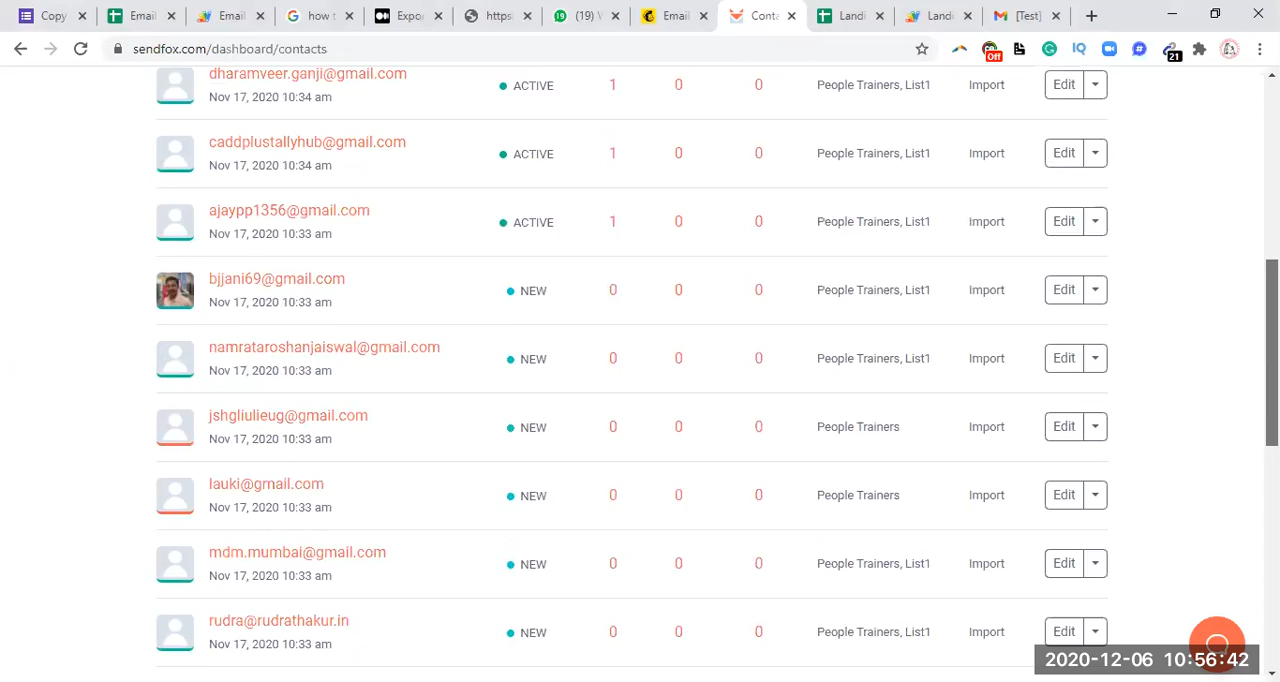 Copy
Email
Email
how t
Expor
https
(19) V
Email
Conta
Landi
Landi
[Test]
sendfox.com/dashboard/contacts
Off
21
dharamveer.ganji@gmail.com
Nov 17, 2020 10:34 am
ACTIVE 1 0 0 People Trainers, List1 Import Edit
caddplustallyhub@gmail.com
Nov 17, 2020 10:34 am
ACTIVE 1 0 0 People Trainers, List1 Import Edit
ajaypp1356@gmail.com
Nov 17, 2020 10:33 am
ACTIVE 1 0 0 People Trainers, List1 Import Edit
bjjani69@gmail.com
Nov 17, 2020 10:33 am
NEW 0 0 0 People Trainers, List1 Import Edit
namrataroshanjaiswal@gmail.com
Nov 17, 2020 10:33 am
NEW 0 0 0 People Trainers, List1 Import Edit
jshgliulieug@gmail.com
Nov 17, 2020 10:33 am
NEW 0 0 0 People Trainers Import Edit
lauki@gmail.com
Nov 17, 2020 10:33 am
NEW 0 0 0 People Trainers Import Edit
mdm.mumbai@gmail.com
Nov 17, 2020 10:33 am
NEW 0 0 0 People Trainers, List1 Import Edit
rudra@rudrathakur.in
Nov 17, 2020 10:33 am
NEW 0 0 0 People Trainers, List1 Import Edit
2020-12-06 10:56:42